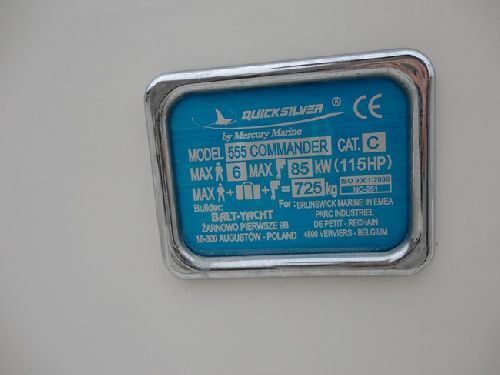 QUICKSILVER ® CE
by Mercury Marine
MODEL 555 COMMANDER CAT. C
MAX 6 MAX 85 kW (115HP)
MAX + + = 725 kg
ISO 9001:2000
NC-251
Builder:
BALT-YACHT
ŻARNOWO PIERWSZE 9B
16-300 AUGUSTÓW - POLAND
For BRUNSWICK MARINE IN EMEA
PARC INDUSTRIEL
DE PETIT - RECHAIN
4800 VERVIERS - BELGIUM